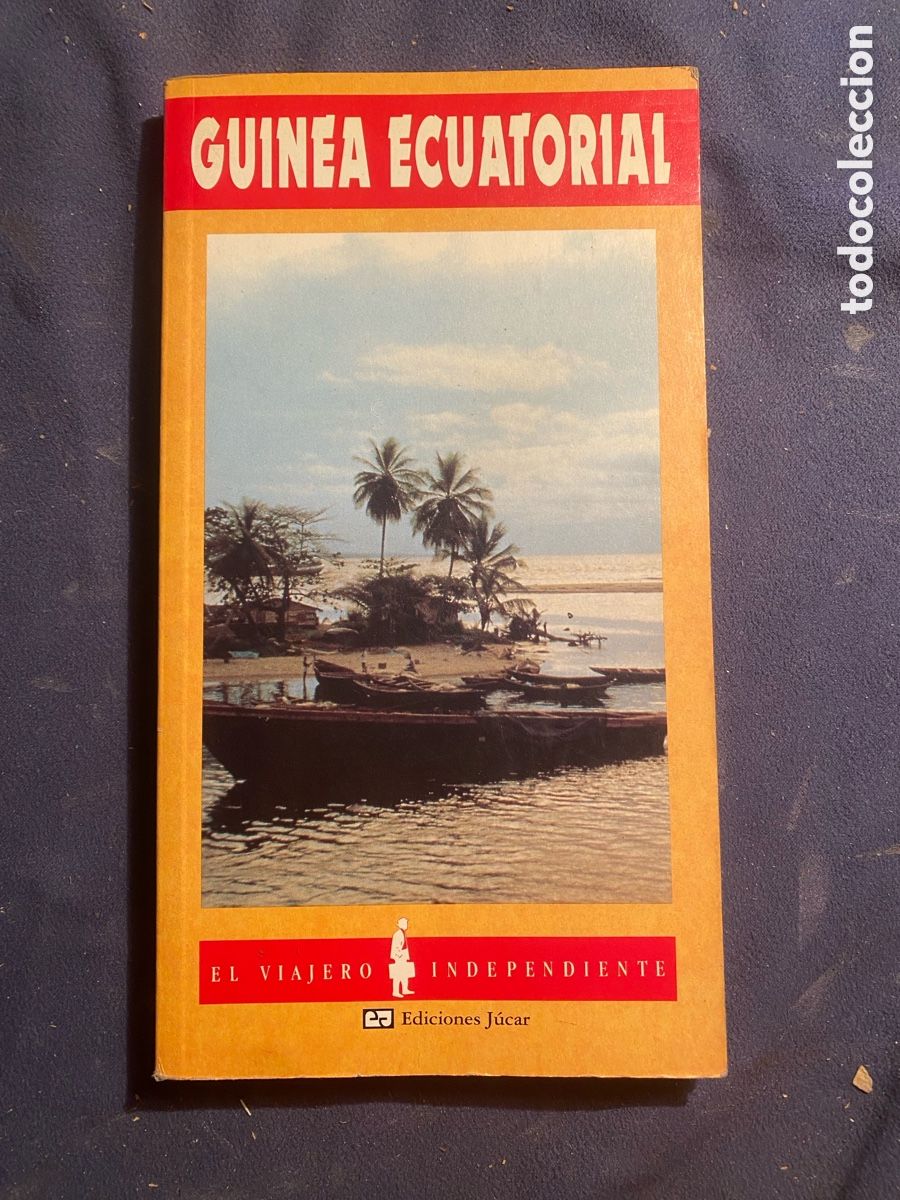 GUINEA ECUATORIAL
EL VIAJERO INDEPENDIENTE
Ediciones Júcar
todocoleccion